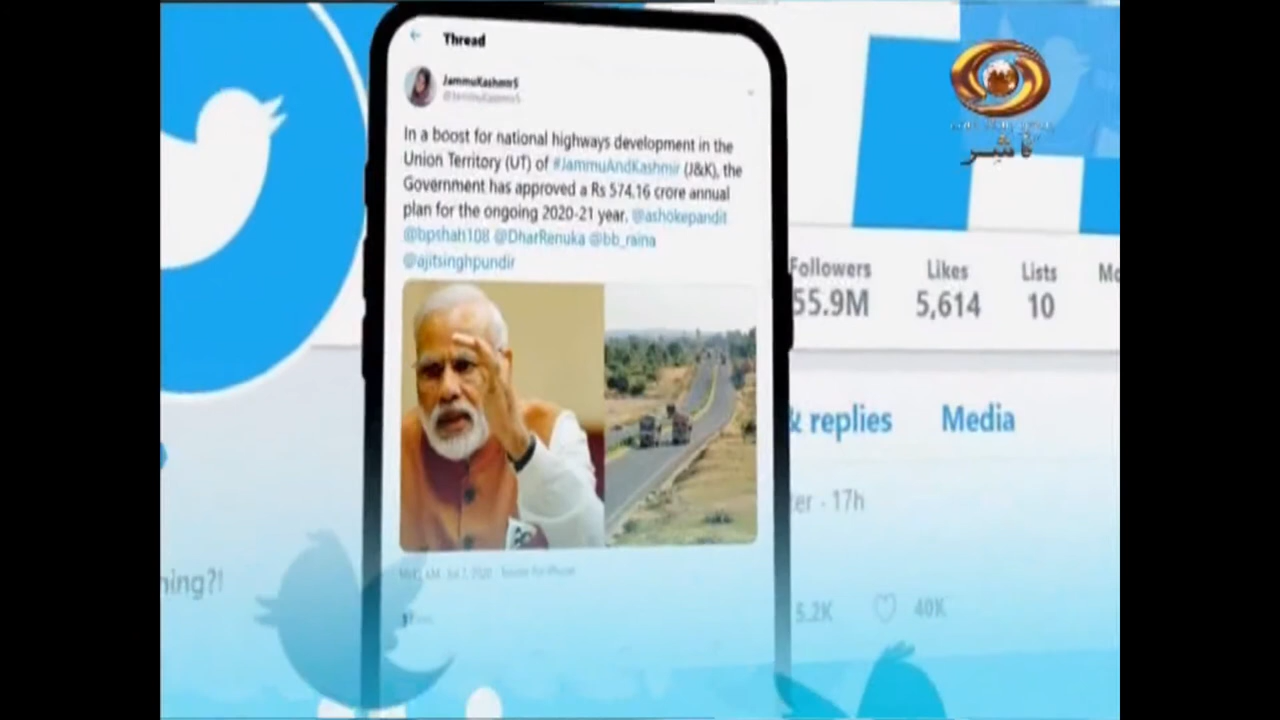 Thread
JammuKashmir5
@JammuKashmir5
In a boost for national highways development in the
Union Territory (UT) of #JammuAndKashmir (J&K), the
Government has approved a Rs 574.16 crore annual
plan for the ongoing 2020-21 year. @ashokepandit
@bpshah108 @DharRenuka @bb_raina
@ajitsinghpundir
کٲشِر
Followers Likes Lists
55.9M 5,614 10
& replies Media
17h
5.2K 40K